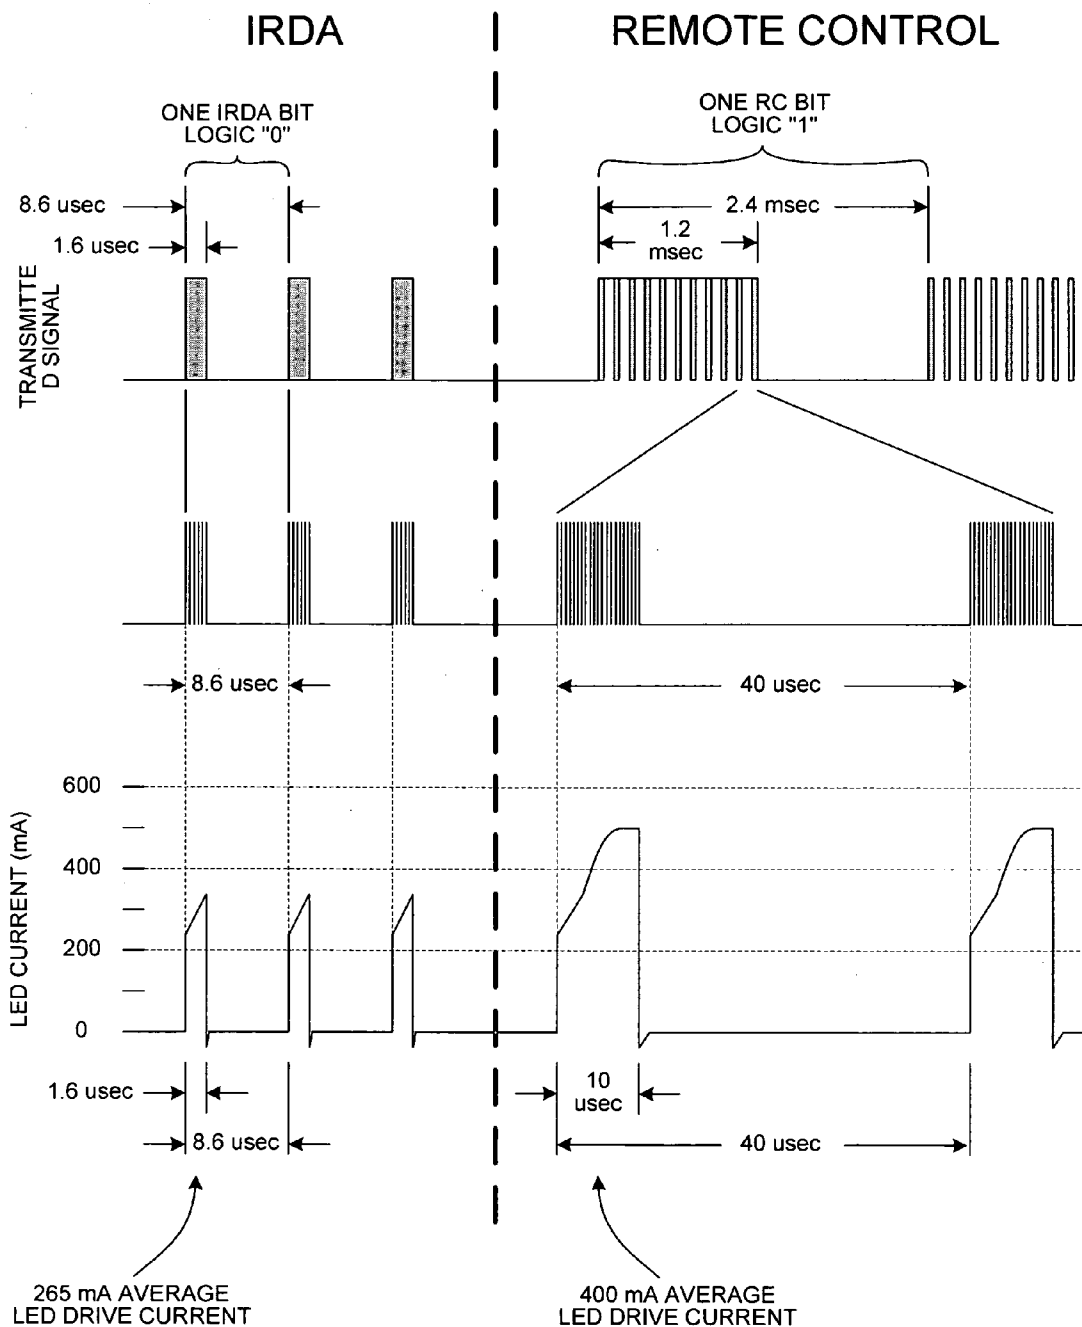 IRDA
REMOTE CONTROL
ONE IRDA BIT
LOGIC "0"
ONE RC BIT
LOGIC "1"
8.6 usec
2.4 msec
1.6 usec
1.2
msec
TRANSMITTE
D SIGNAL
8.6 usec
40 usec
LED CURRENT (mA)
600
400
200
0
1.6 usec
10
usec
8.6 usec
40 usec
265 mA AVERAGE
LED DRIVE CURRENT
400 mA AVERAGE
LED DRIVE CURRENT